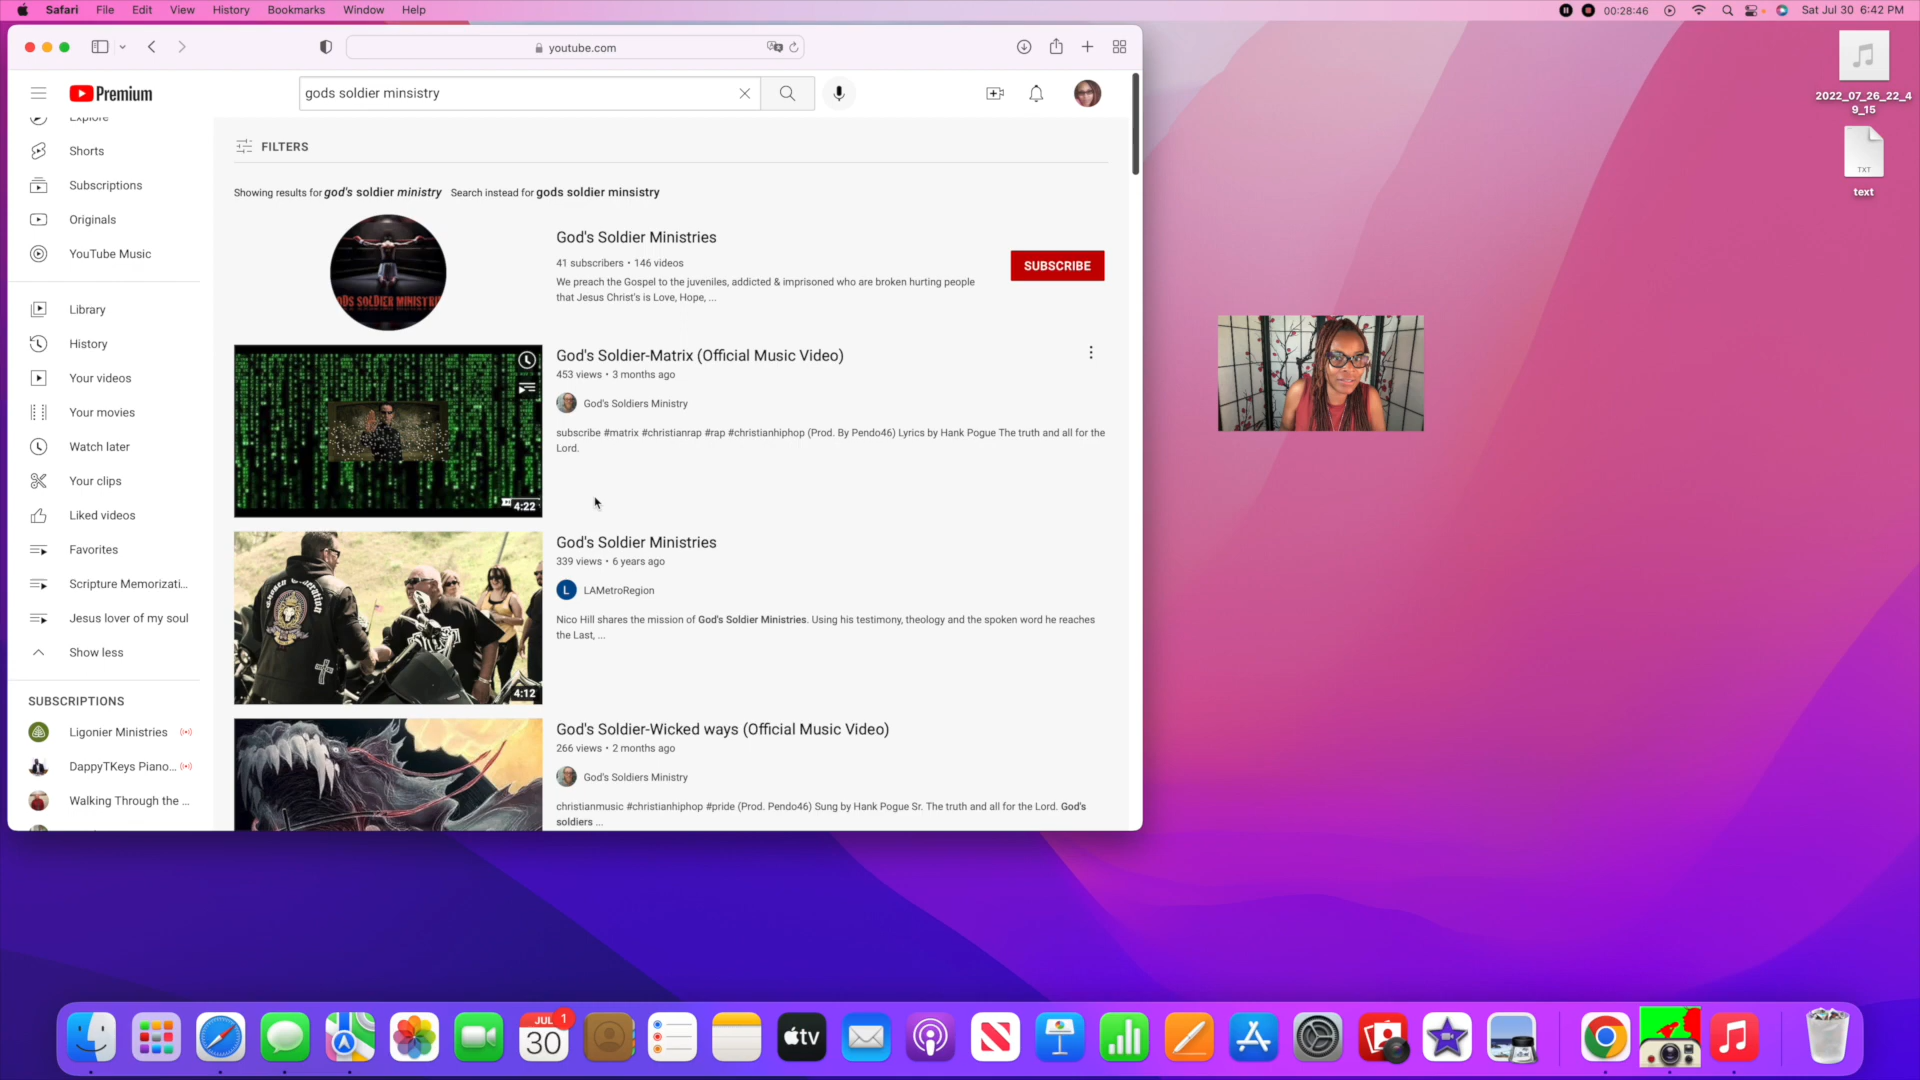 Safari File Edit View History Bookmarks Window Help
00:28:46 Sat Jul 30 6:42 PM
youtube.com
Premium
gods soldier minsistry
Explore
Shorts
Subscriptions
Originals
YouTube Music
Library
History
Your videos
Your movies
Watch later
Your clips
Liked videos
Favorites
Scripture Memorizati...
Jesus lover of my soul
Show less
SUBSCRIPTIONS
Ligonier Ministries
DappyTKeys Piano...
Walking Through the ...
FILTERS
Showing results for god's soldier ministry Search instead for gods soldier minsistry
God's Soldier Ministries
41 subscribers • 146 videos
We preach the Gospel to the juveniles, addicted & imprisoned who are broken hurting people
that Jesus Christ's is Love, Hope, ...
SUBSCRIBE
God's Soldier-Matrix (Official Music Video)
453 views • 3 months ago
God's Soldiers Ministry
subscribe #matrix #christianrap #rap #christianhiphop (Prod. By Pendo46) Lyrics by Hank Pogue The truth and all for the
Lord.
4:22
God's Soldier Ministries
339 views • 6 years ago
L LAMetroRegion
Nico Hill shares the mission of God's Soldier Ministries. Using his testimony, theology and the spoken word he reaches
the Last, ...
4:12
God's Soldier-Wicked ways (Official Music Video)
266 views • 2 months ago
God's Soldiers Ministry
christianmusic #christianhiphop #pride (Prod. Pendo46) Sung by Hank Pogue Sr. The truth and all for the Lord. God's
soldiers ...
2022_07_26_22_4
9_15
TXT
text
JUL 1
30
tv